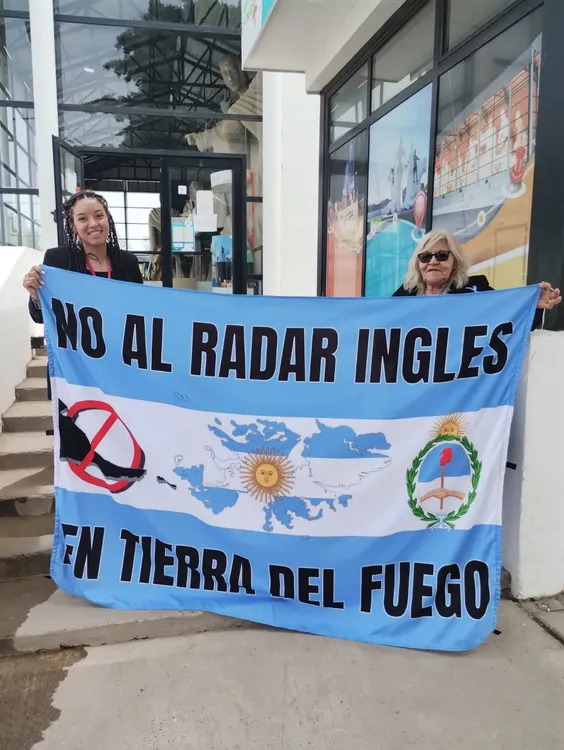 NO AL RADAR INGLES
EN TIERRA DEL FUEGO